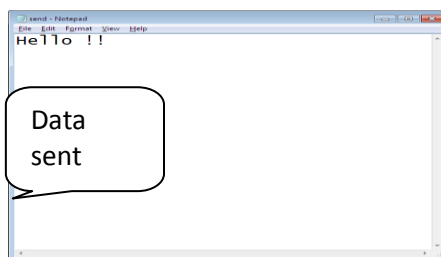 send - Notepad
File Edit Format View Help
Hello !!
Data
sent